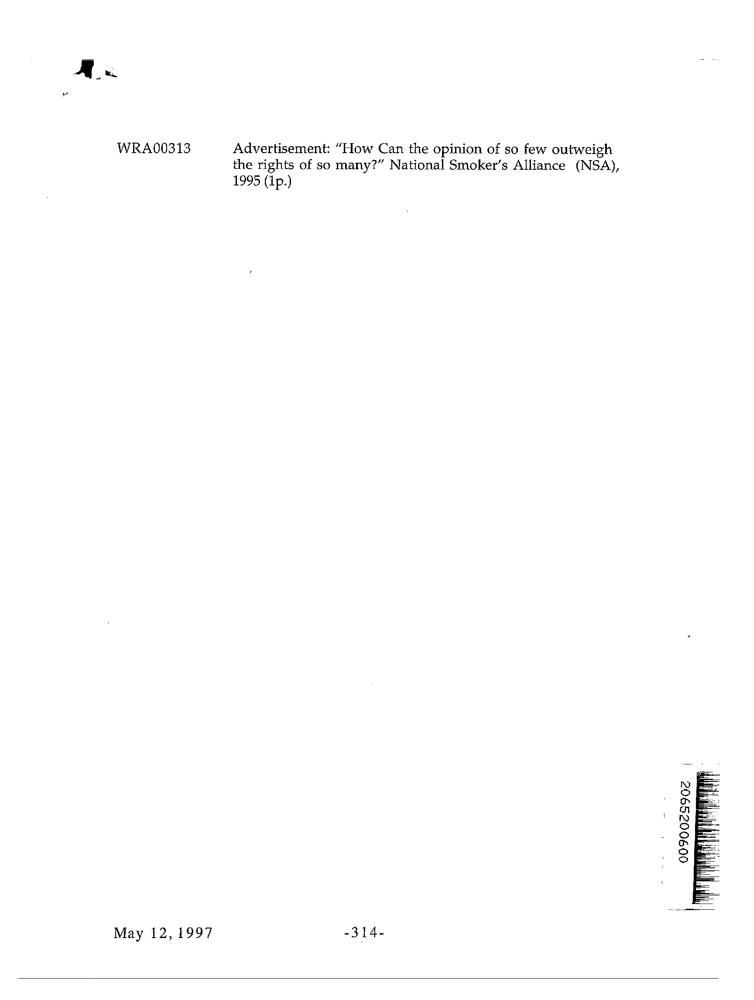 WRA00313 Advertisement: "How Can the opinion of so few outweigh
the rights of so many?" National Smoker's Alliance (NSA),
1995 (1p.)
2065200600
May 12, 1997 -314-